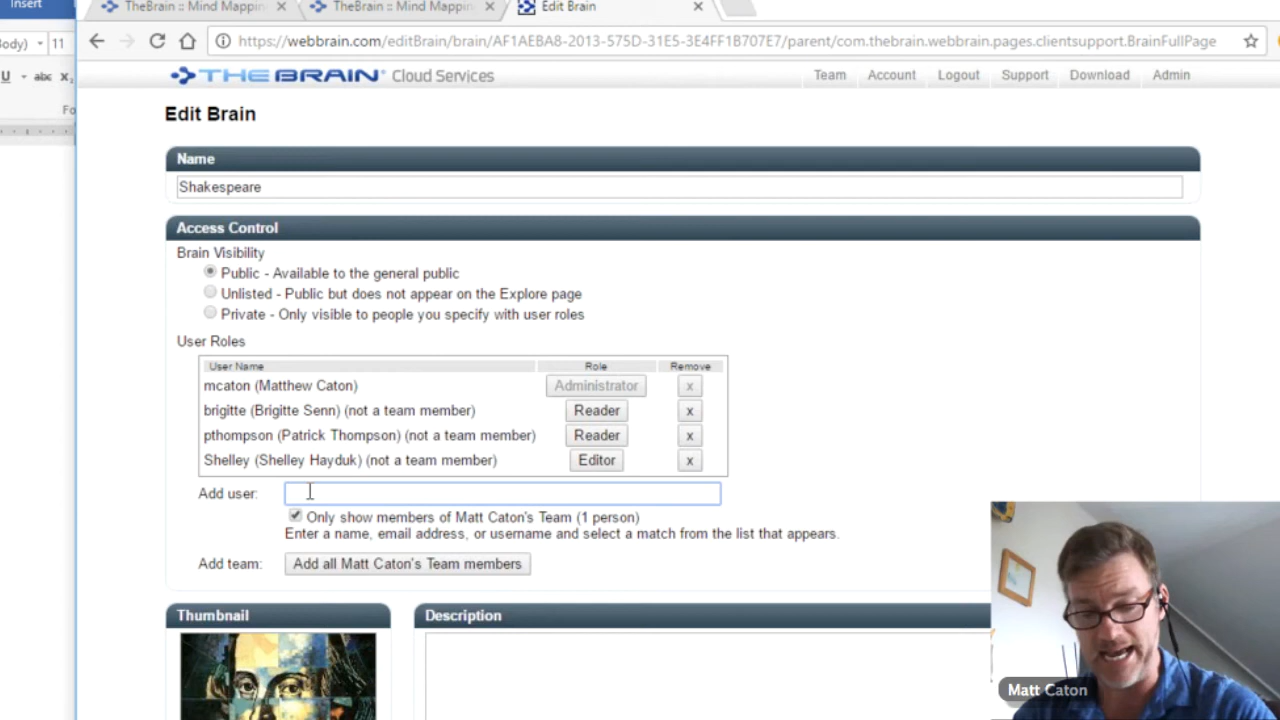 Insert
TheBrain :: Mind Mappin
TheBrain :: Mind Mappin
Edit Brain
ody) 11
https://webbrain.com/editBrain/brain/AF1AEBA8-2013-575D-31E5-3E4FF1B707E7/parent/com.thebrain.webbrain.pages.clientsupport.BrainFullPage
U abc X₂
THEBRAIN Cloud Services
Team Account Logout Support Download Admin
Fo
Edit Brain
Name
Shakespeare
Access Control
Brain Visibility
Public - Available to the general public
Unlisted - Public but does not appear on the Explore page
Private - Only visible to people you specify with user roles
User Roles
User Name Role Remove
mcaton (Matthew Caton) Administrator x
brigitte (Brigitte Senn) (not a team member) Reader x
pthompson (Patrick Thompson) (not a team member) Reader x
Shelley (Shelley Hayduk) (not a team member) Editor x
Add user:
Only show members of Matt Caton's Team (1 person)
Enter a name, email address, or username and select a match from the list that appears.
Add team: Add all Matt Caton's Team members
Thumbnail
Description
Matt Caton